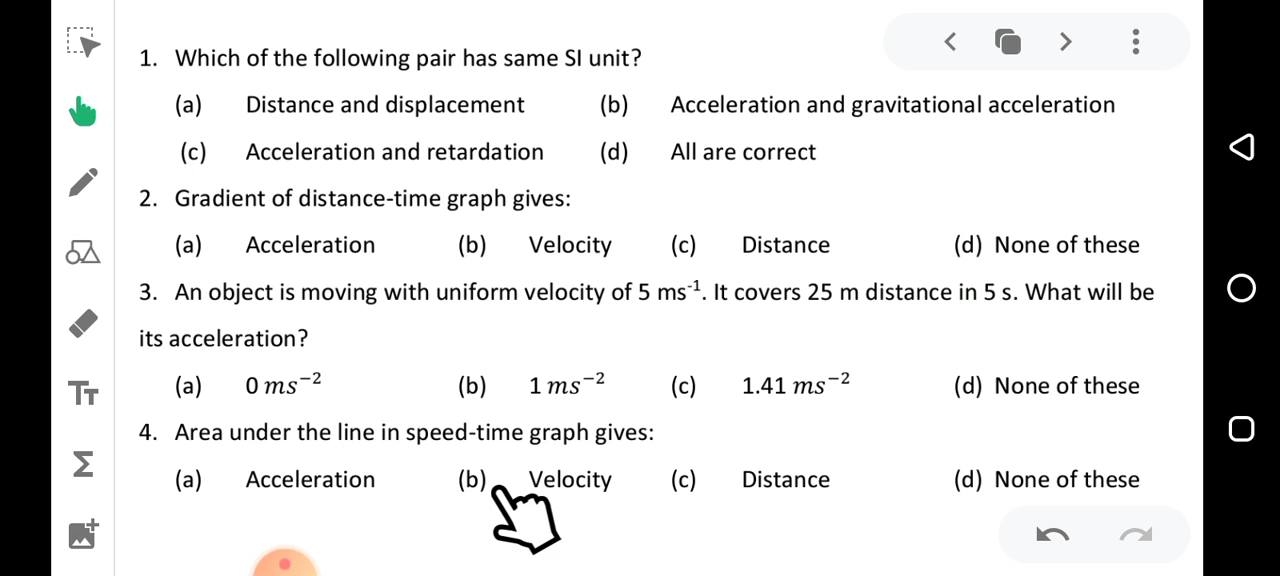 1. Which of the following pair has same SI unit?
(a) Distance and displacement (b) Acceleration and gravitational acceleration
(c) Acceleration and retardation (d) All are correct
2. Gradient of distance-time graph gives:
(a) Acceleration (b) Velocity (c) Distance (d) None of these
3. An object is moving with uniform velocity of 5 ms⁻¹. It covers 25 m distance in 5 s. What will be
its acceleration?
(a) 0 ms⁻² (b) 1 ms⁻² (c) 1.41 ms⁻² (d) None of these
4. Area under the line in speed-time graph gives:
(a) Acceleration (b) Velocity (c) Distance (d) None of these